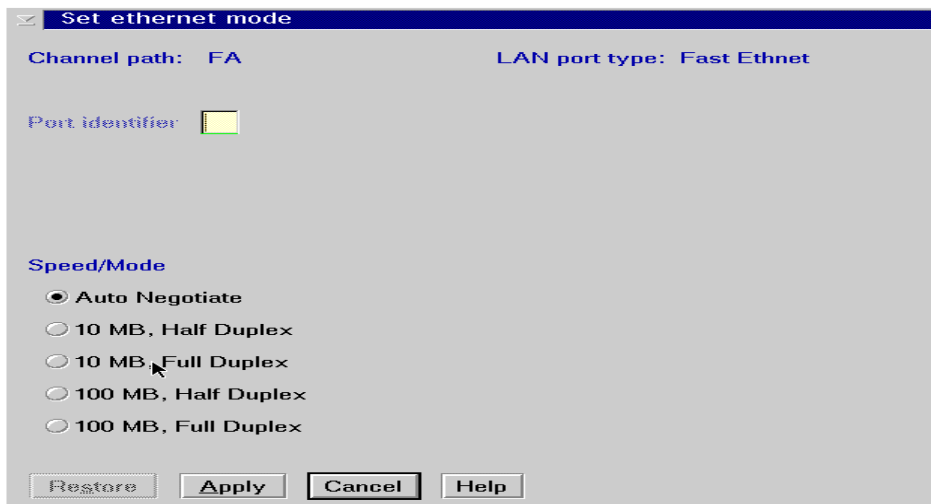 Set ethernet mode
Channel path: FA LAN port type: Fast Ethnet
Port identifier
Speed/Mode
Auto Negotiate
10 MB, Half Duplex
10 MB, Full Duplex
100 MB, Half Duplex
100 MB, Full Duplex
Restore Apply Cancel Help